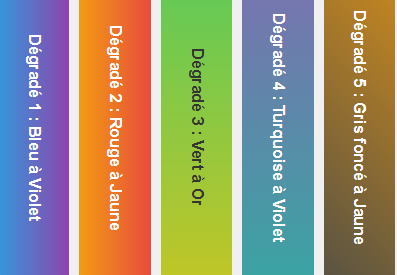 Dégradé 1 : Bleu à Violet
Dégradé 2 : Rouge à Jaune
Dégradé 3 : Vert à Or
Dégradé 4 : Turquoise à Violet
Dégradé 5 : Gris foncé à Jaune